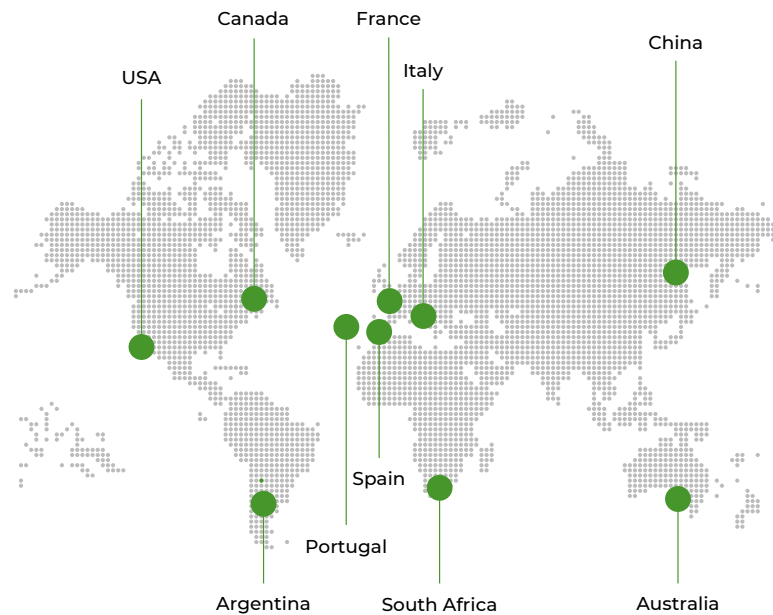 Canada
France
China
Italy
USA
Spain
Portugal
Argentina
South Africa
Australia